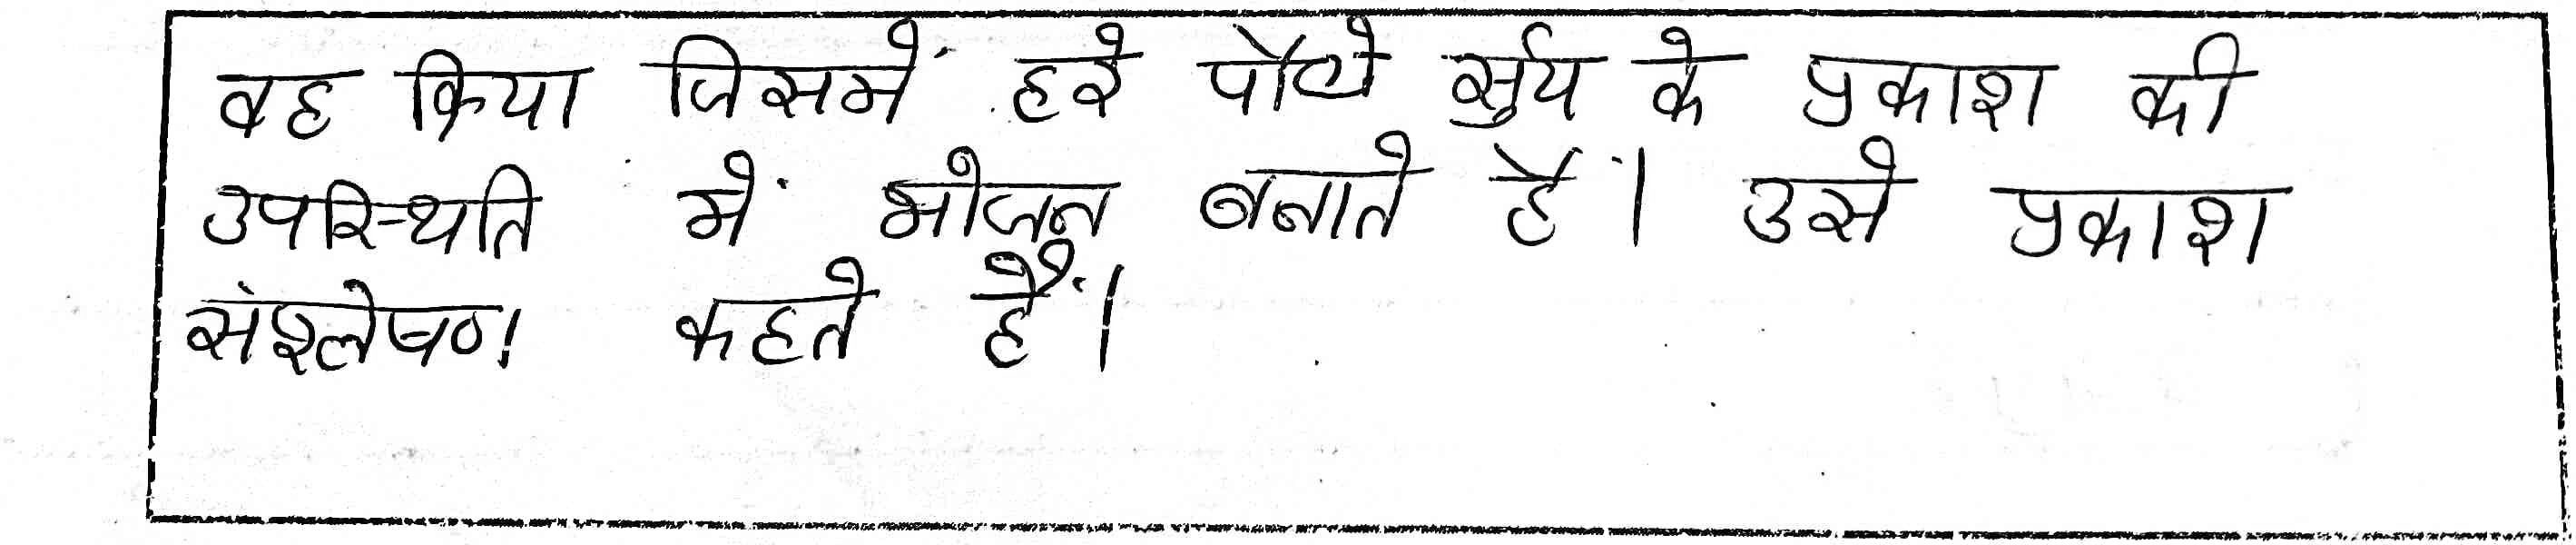 वह क्रिया जिसमें हरे पौधे सुर्य के प्रकाश की
उपस्थिति में भोजन बनाते हैं। उसे प्रकाश
संश्लेषण कहते हैं।